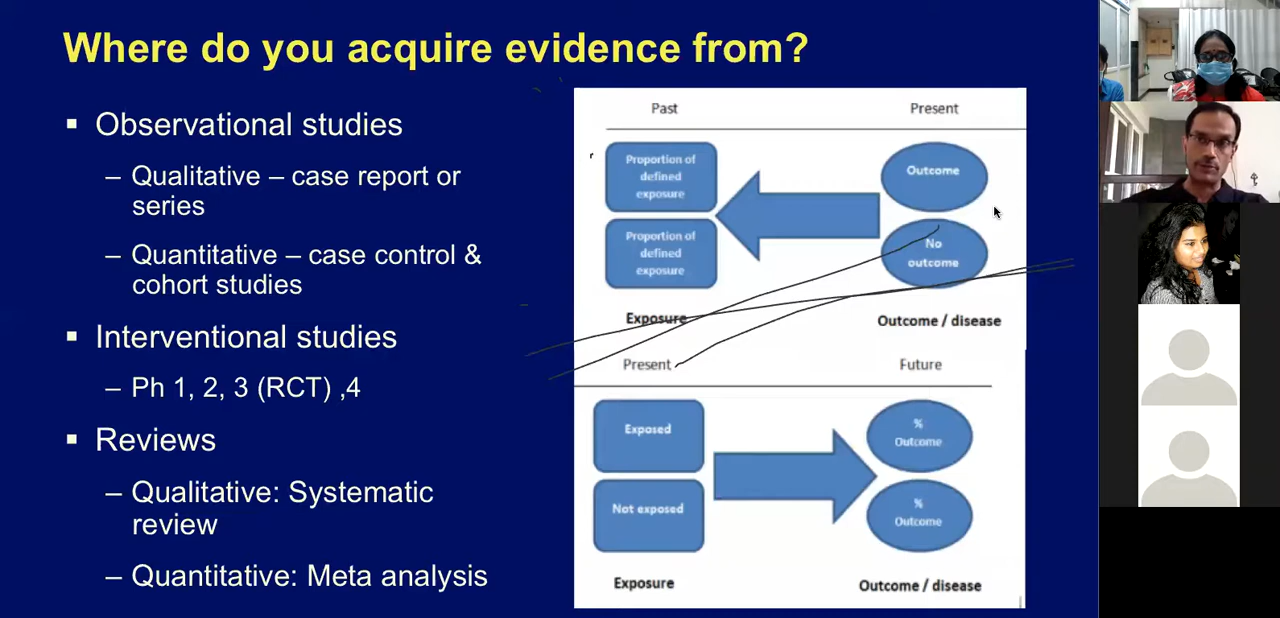 Where do you acquire evidence from?
▪ Observational studies
– Qualitative – case report or
series
– Quantitative – case control &
cohort studies
▪ Interventional studies
– Ph 1, 2, 3 (RCT) ,4
▪ Reviews
– Qualitative: Systematic
review
– Quantitative: Meta analysis
Past
Present
Proportion of
defined
exposure
Outcome
Proportion of
defined
exposure
No
outcome
Exposure
Outcome / disease
Present
Future
Exposed
%
Outcome
Not exposed
%
Outcome
Exposure
Outcome / disease